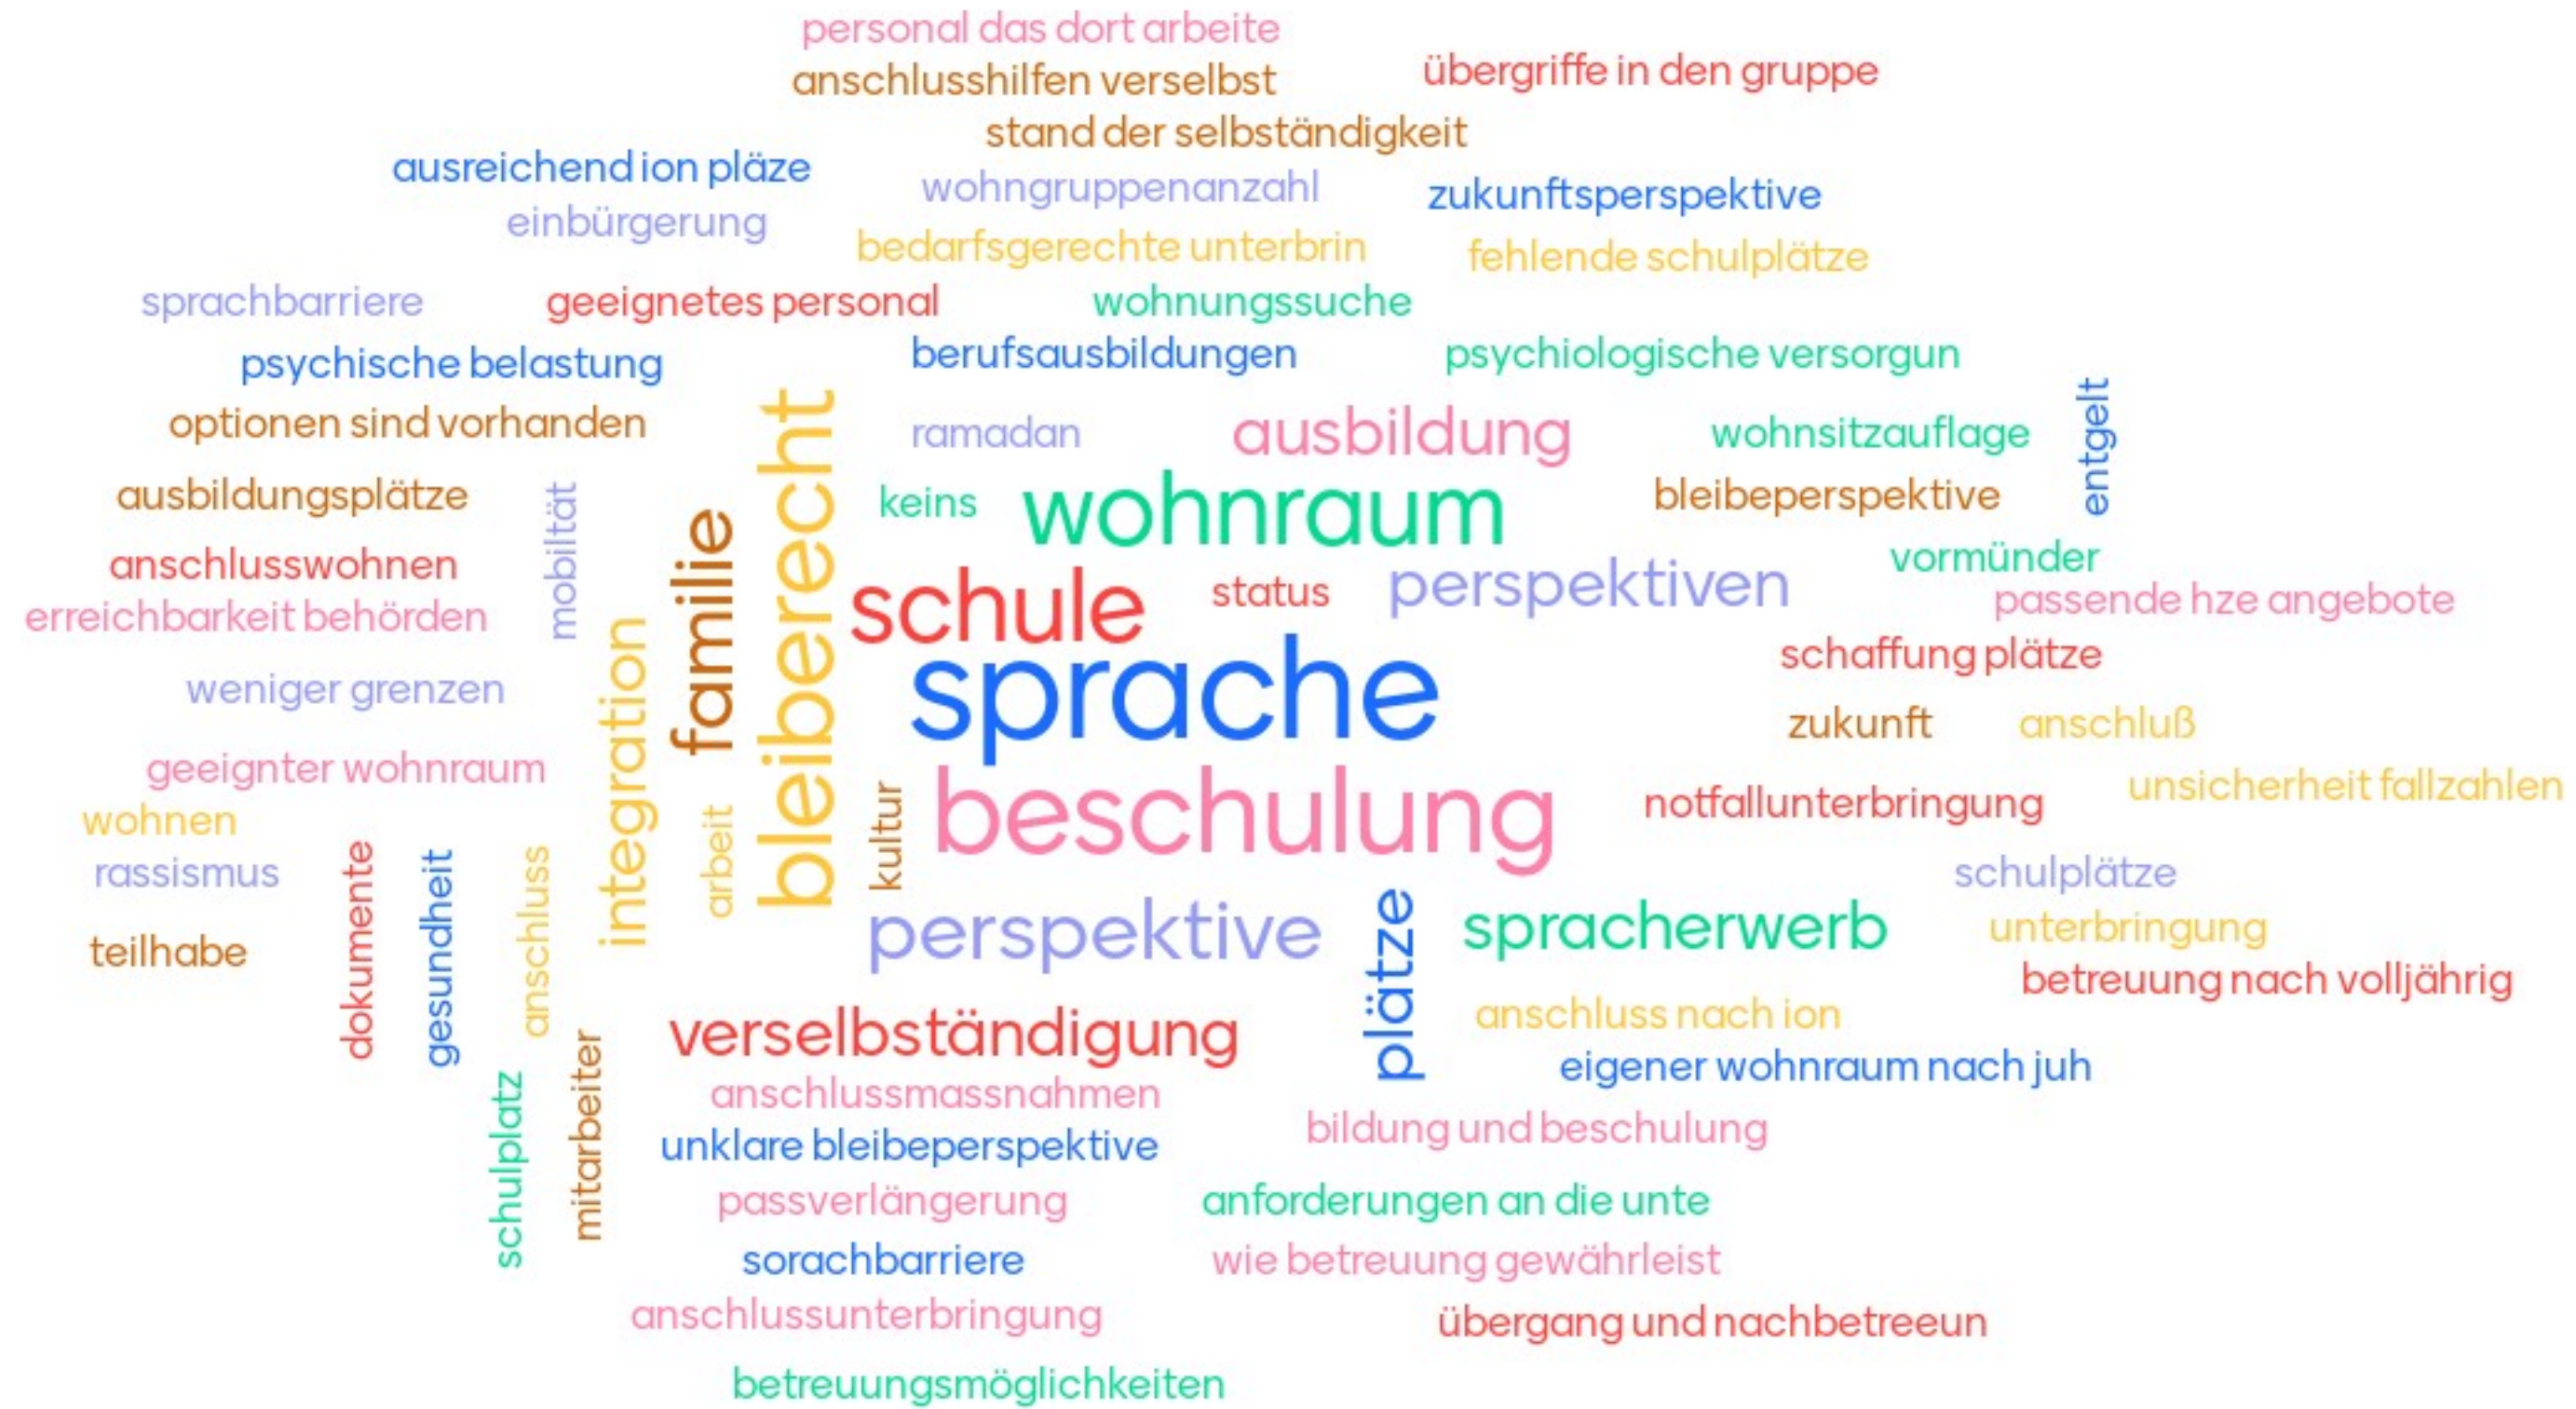 personal das dort arbeite
übergriffe in den gruppe
anschlusshilfen verselbst
stand der selbständigkeit
ausreichend ion pläze
wohngruppenanzahl
zukunftsperspektive
einbürgerung
bedarfsgerechte unterbrin
fehlende schulplätze
sprachbarriere
geeignetes personal
wohnungssuche
psychische belastung
berufsausbildungen
psychiologische versorgun
entgelt
optionen sind vorhanden
bleiberecht
ramadan
ausbildung
wohnsitzauflage
ausbildungsplätze
mobiltät
familie
keins
wohnraum
bleibeperspektive
anschlusswohnen
schule
status
perspektiven
vormünder
erreichbarkeit behörden
passende hze angebote
weniger grenzen
integration
sprache
schaffung plätze
zukunft
anschluß
geeignter wohnraum
arbeit
kultur
beschulung
notfallunterbringung
unsicherheit fallzahlen
wohnen
rassismus
dokumente
gesundheit
anschluss
schulplätze
teilhabe
perspektive
plätze
spracherwerb
unterbringung
betreuung nach volljährig
verselbständigung
anschluss nach ion
schulplatz
mitarbeiter
eigener wohnraum nach juh
anschlussmassnahmen
bildung und beschulung
unklare bleibeperspektive
passverlängerung
anforderungen an die unte
sorachbarriere
wie betreuung gewährleist
anschlussunterbringung
übergang und nachbetreeun
betreuungsmöglichkeiten